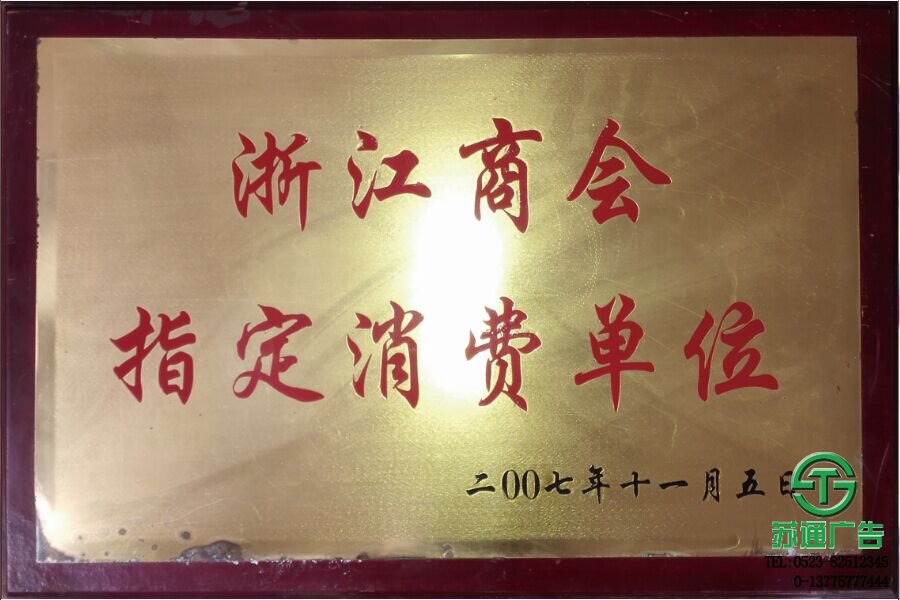 浙江商会
指定消费单位
二00七年十一月五日
苏通广告
TEL:0523-82512345
0-13775777444